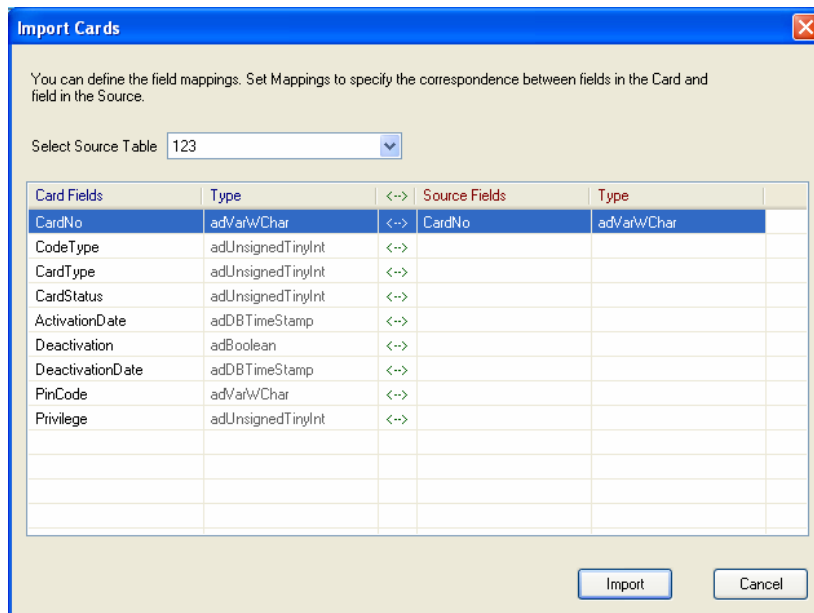 Import Cards
You can define the field mappings. Set Mappings to specify the correspondence between fields in the Card and
field in the Source.
Select Source Table 123
Card Fields Type <--> Source Fields Type
CardNo adVarWChar <--> CardNo adVarWChar
CodeType adUnsignedTinyInt <-->
CardType adUnsignedTinyInt <-->
CardStatus adUnsignedTinyInt <-->
ActivationDate adDBTimeStamp <-->
Deactivation adBoolean <-->
DeactivationDate adDBTimeStamp <-->
PinCode adVarWChar <-->
Privilege adUnsignedTinyInt <-->
Import Cancel